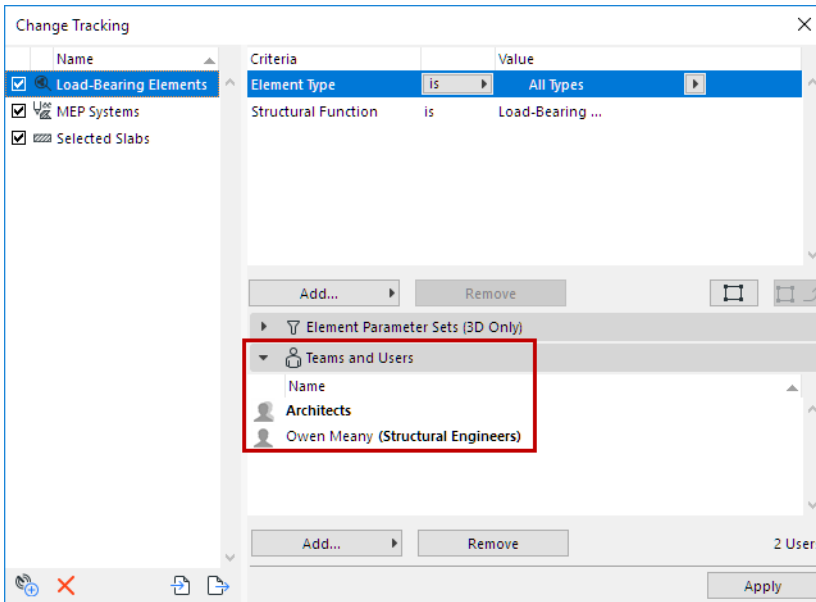 Change Tracking
Name
Load-Bearing Elements
MEP Systems
Selected Slabs
Criteria Value
Element Type is All Types
Structural Function is Load-Bearing ...
Add... Remove
Element Parameter Sets (3D Only)
Teams and Users
Name
Architects
Owen Meany (Structural Engineers)
Add... Remove 2 User
Apply